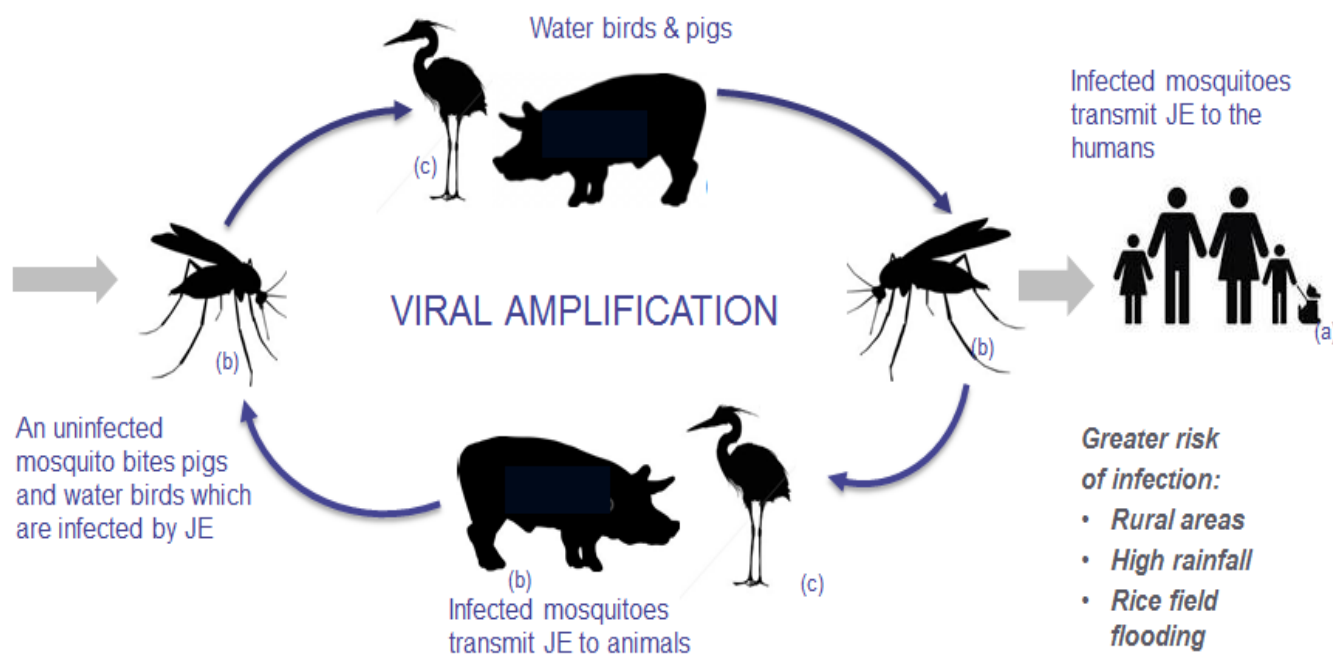 Water birds & pigs
Infected mosquitoes
transmit JE to the
humans
(c)
VIRAL AMPLIFICATION
(b)
(b)
(a)
An uninfected
mosquito bites pigs
and water birds which
are infected by JE
(b)
(c)
Infected mosquitoes
transmit JE to animals
Greater risk
of infection:
• Rural areas
• High rainfall
• Rice field
flooding